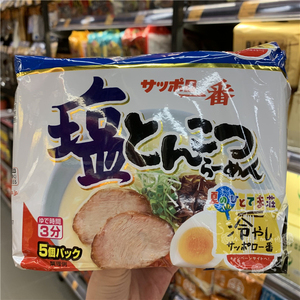 サッポロ一番
塩とんこつ
らーめん
ゆで時間
3分
5個パック
冷やし
サッポロ一番